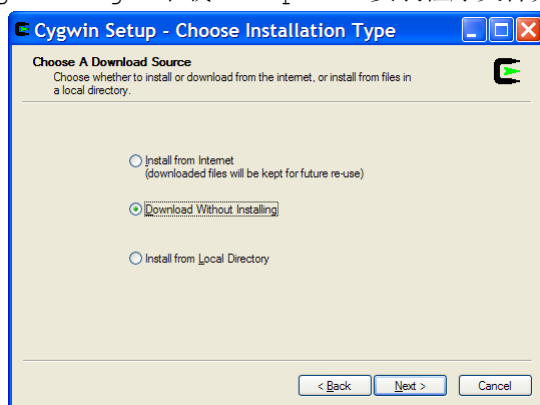 Cygwin Setup - Choose Installation Type
Choose A Download Source
Choose whether to install or download from the internet, or install from files in
a local directory.
Install from Internet
(downloaded files will be kept for future re-use)
Download Without Installing
Install from Local Directory
< Back Next > Cancel